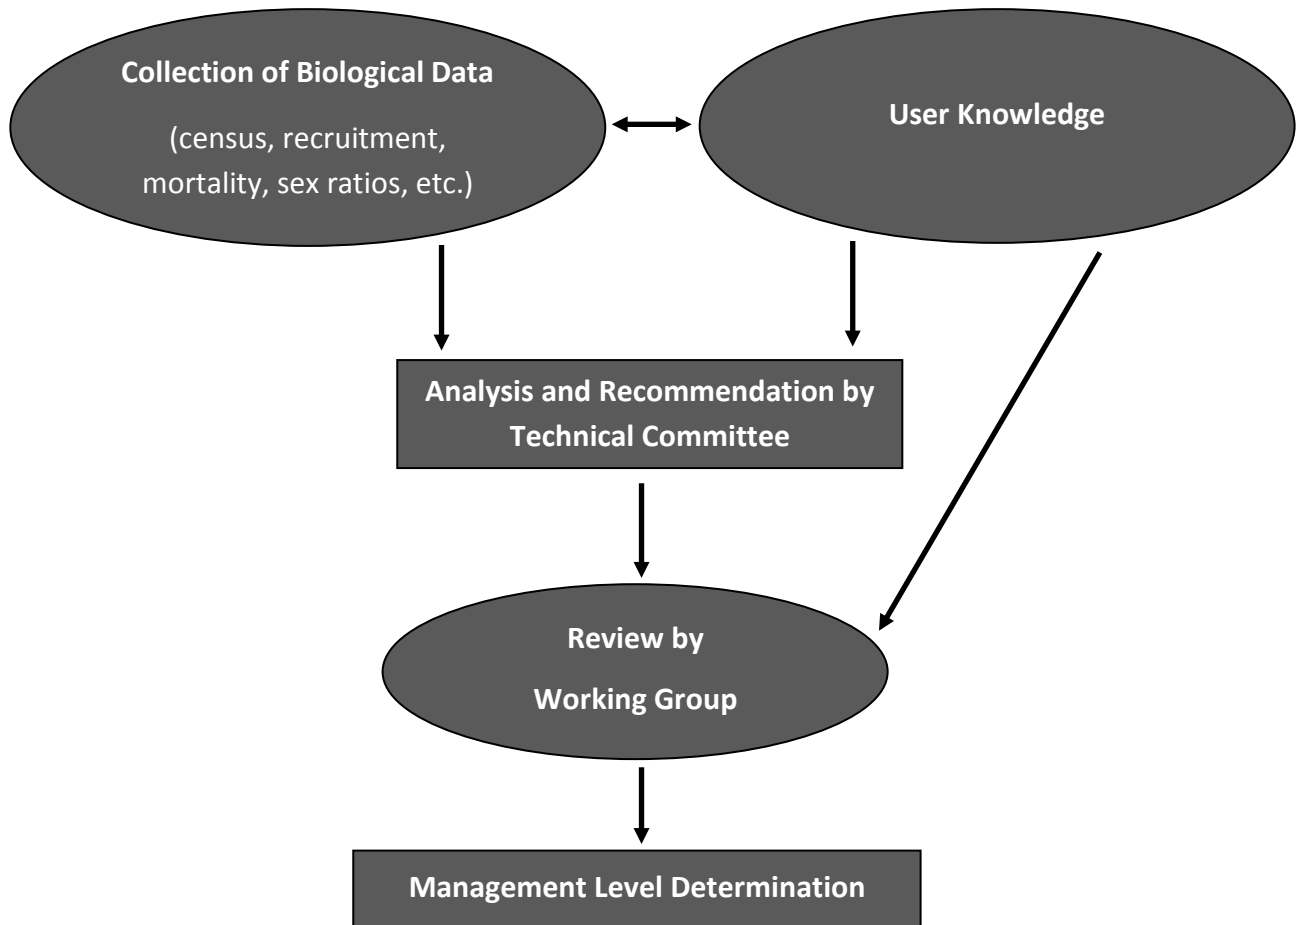 Collection of Biological Data
(census, recruitment,
mortality, sex ratios, etc.)
User Knowledge
Analysis and Recommendation by
Technical Committee
Review by
Working Group
Management Level Determination